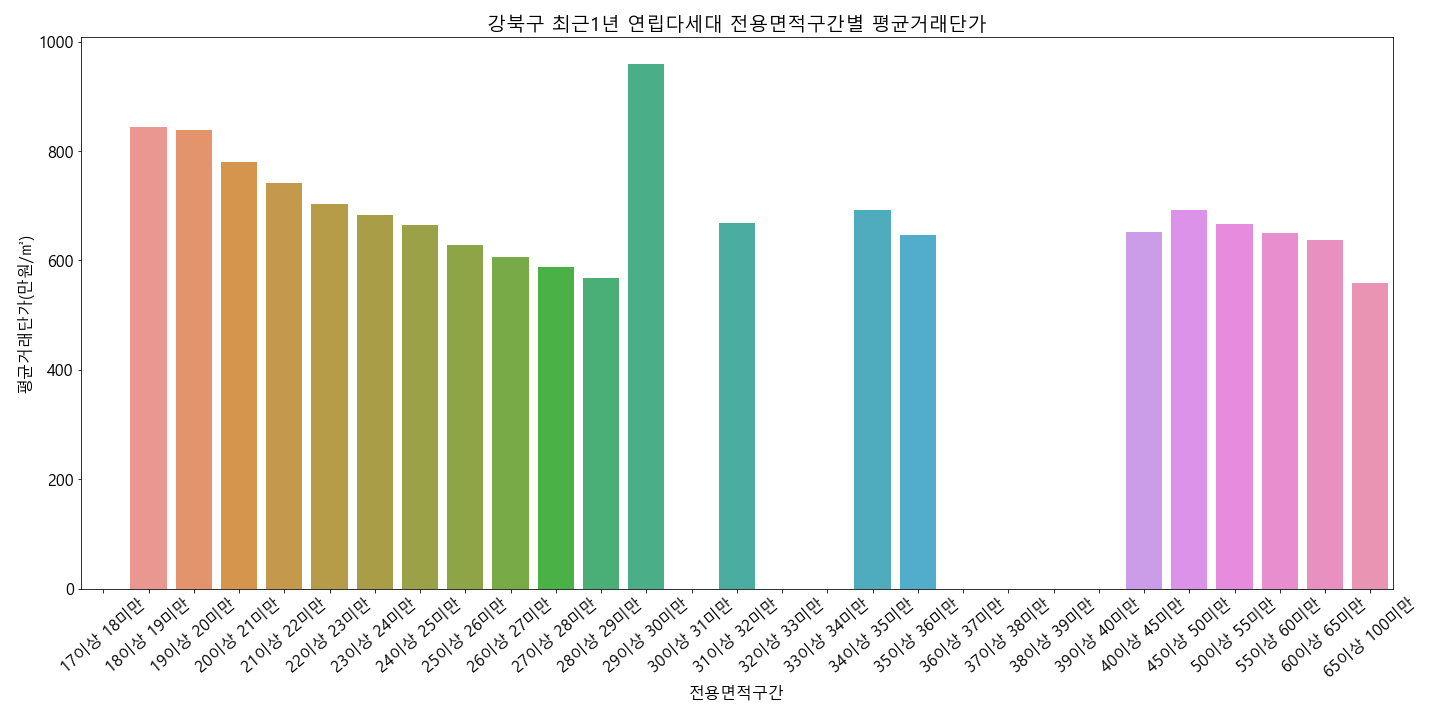 강북구 최근1년 연립다세대 전용면적구간별 평균거래단가
1000
800
600
400
200
0
평균거래단가(만원/㎡)
17이상 18미만
18이상 19미만
19이상 20미만
20이상 21미만
21이상 22미만
22이상 23미만
23이상 24미만
24이상 25미만
25이상 26미만
26이상 27미만
27이상 28미만
28이상 29미만
29이상 30미만
30이상 31미만
31이상 32미만
32이상 33미만
33이상 34미만
34이상 35미만
35이상 36미만
36이상 37미만
37이상 38미만
38이상 39미만
39이상 40미만
40이상 45미만
45이상 50미만
50이상 55미만
55이상 60미만
60이상 65미만
65이상 100미만
전용면적구간